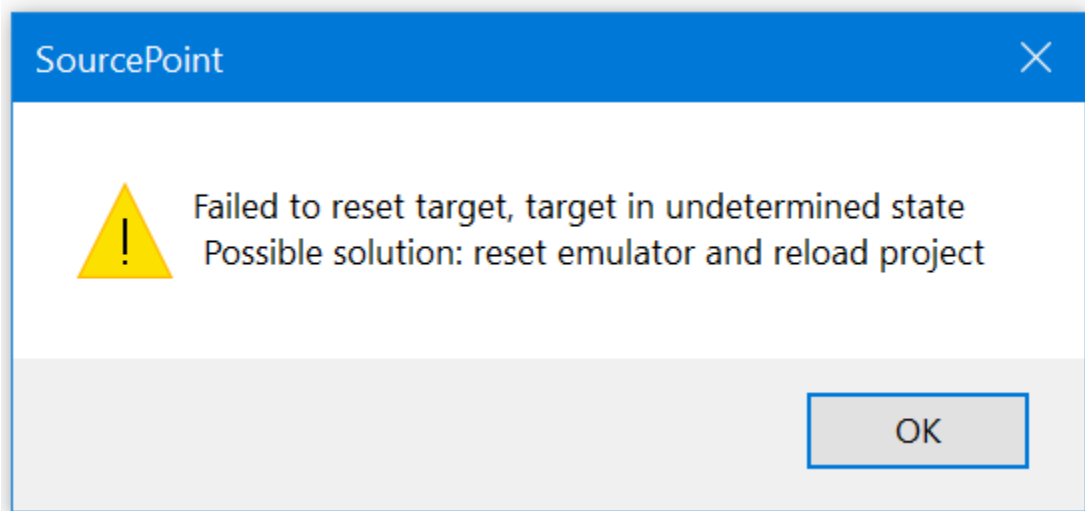 SourcePoint
Failed to reset target, target in undetermined state
Possible solution: reset emulator and reload project
OK